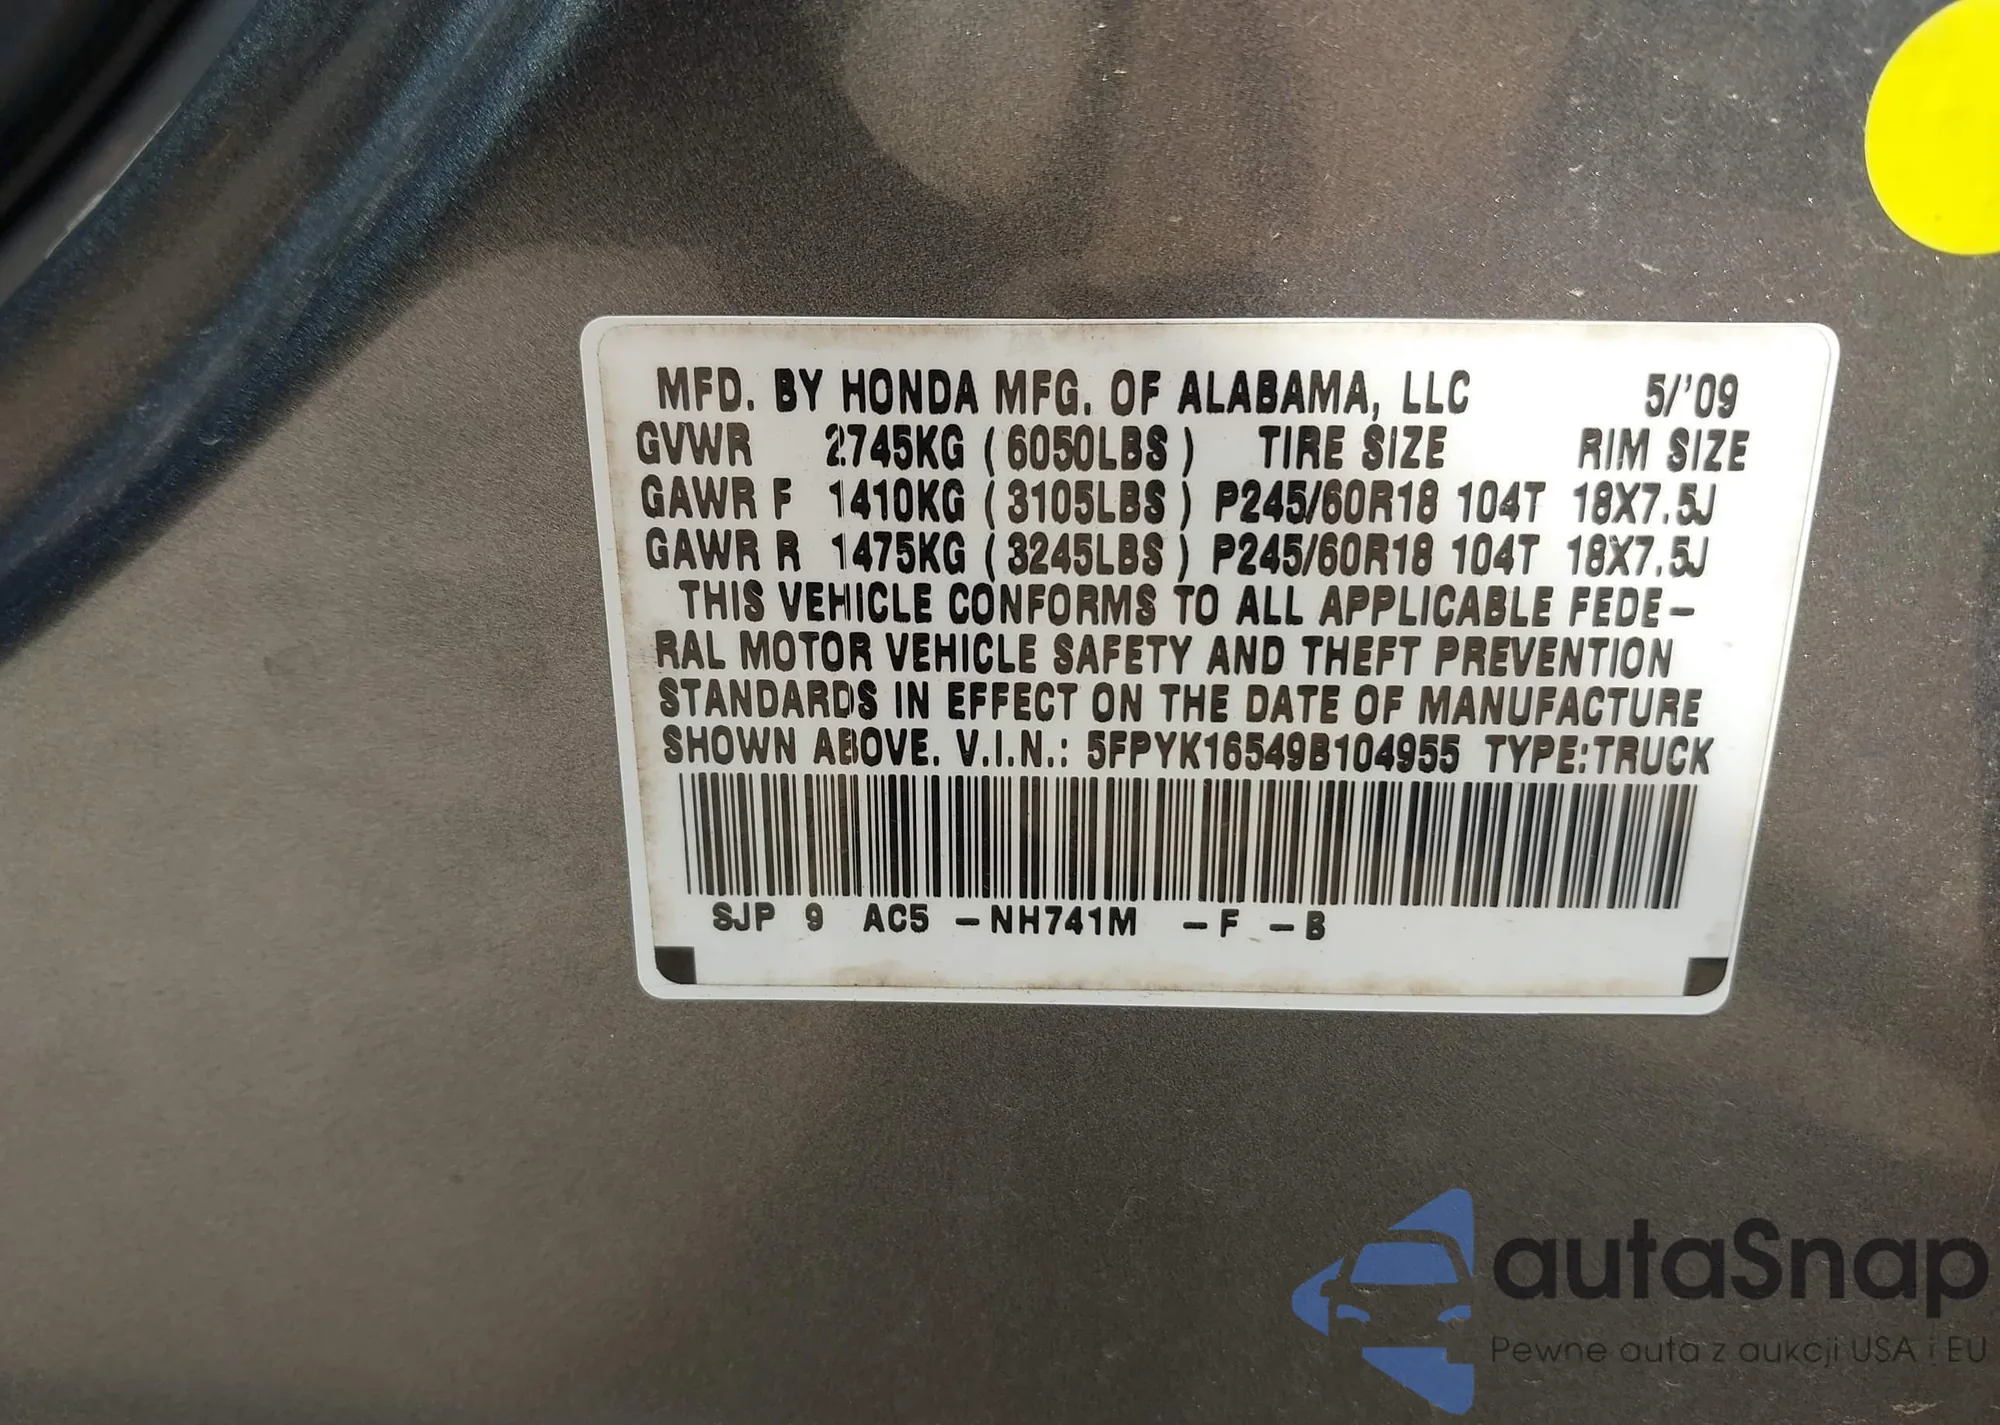 MFD. BY HONDA MFG. OF ALABAMA, LLC 5/'09
GVWR 2745KG ( 6050LBS ) TIRE SIZE RIM SIZE
GAWR F 1410KG ( 3105LBS ) P245/60R18 104T 18X7.5J
GAWR R 1475KG ( 3245LBS ) P245/60R18 104T 18X7.5J
THIS VEHICLE CONFORMS TO ALL APPLICABLE FEDE-
RAL MOTOR VEHICLE SAFETY AND THEFT PREVENTION
STANDARDS IN EFFECT ON THE DATE OF MANUFACTURE
SHOWN ABOVE. V.I.N.: 5FPYK16549B104955 TYPE:TRUCK
SJP 9 AC5 -NH741M -F -B
autaSnap
Pewne auta z aukcji USA i EU